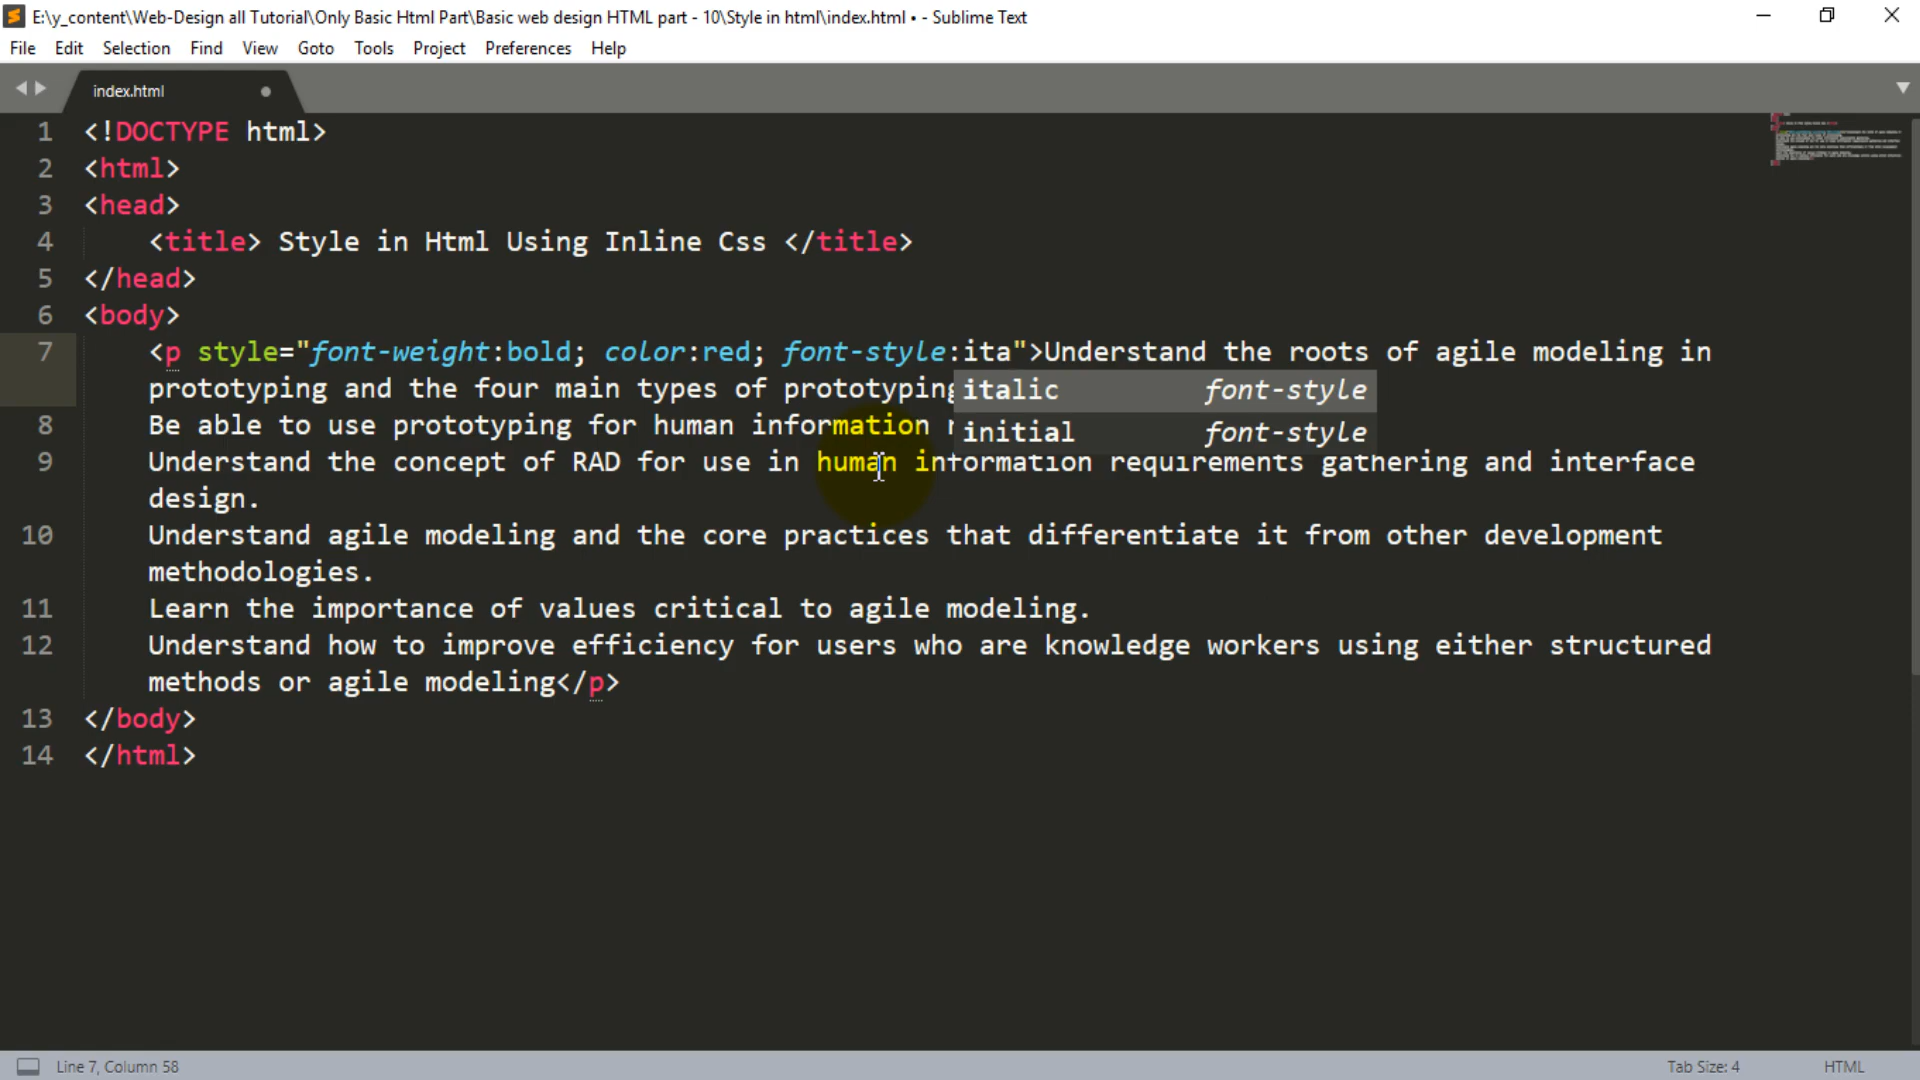 E:\y_content\Web-Design all Tutorial\Only Basic Html Part\Basic web design HTML part - 10\Style in html\index.html • - Sublime Text
File Edit Selection Find View Goto Tools Project Preferences Help
index.html
1 <!DOCTYPE html>
2 <html>
3 <head>
4 <title> Style in Html Using Inline Css </title>
5 </head>
6 <body>
7 <p style="font-weight:bold; color:red; font-style:ita">Understand the roots of agile modeling in
prototyping and the four main types of prototyping
italic font-style
8 Be able to use prototyping for human information
initial font-style
9 Understand the concept of RAD for use in human information requirements gathering and interface
design.
10 Understand agile modeling and the core practices that differentiate it from other development
methodologies.
11 Learn the importance of values critical to agile modeling.
12 Understand how to improve efficiency for users who are knowledge workers using either structured
methods or agile modeling</p>
13 </body>
14 </html>
Line 7, Column 58 Tab Size: 4 HTML